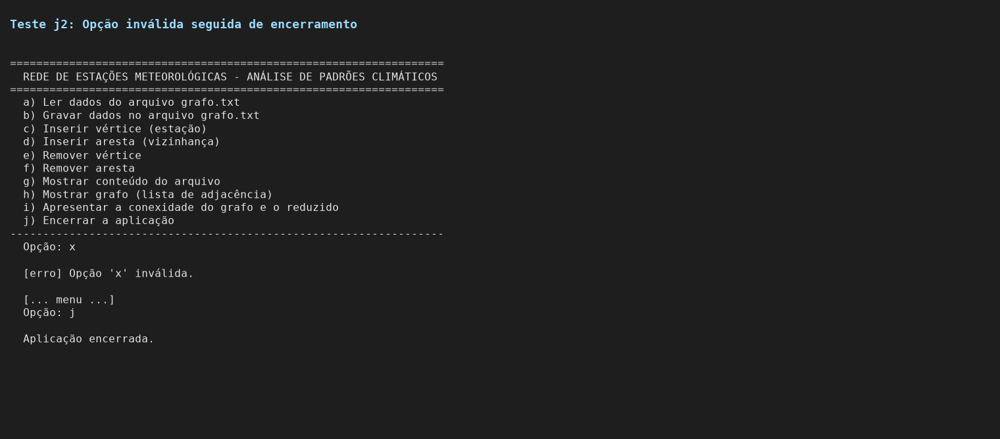 Teste j2: Opção inválida seguida de encerramento
==================================================================
REDE DE ESTAÇÕES METEOROLÓGICAS - ANÁLISE DE PADRÕES CLIMÁTICOS
==================================================================
a) Ler dados do arquivo grafo.txt
b) Gravar dados no arquivo grafo.txt
c) Inserir vértice (estação)
d) Inserir aresta (vizinhança)
e) Remover vértice
f) Remover aresta
g) Mostrar conteúdo do arquivo
h) Mostrar grafo (lista de adjacência)
i) Apresentar a conexidade do grafo e o reduzido
j) Encerrar a aplicação
------------------------------------------------------------------
Opção: x
[erro] Opção 'x' inválida.
[... menu ...]
Opção: j
Aplicação encerrada.